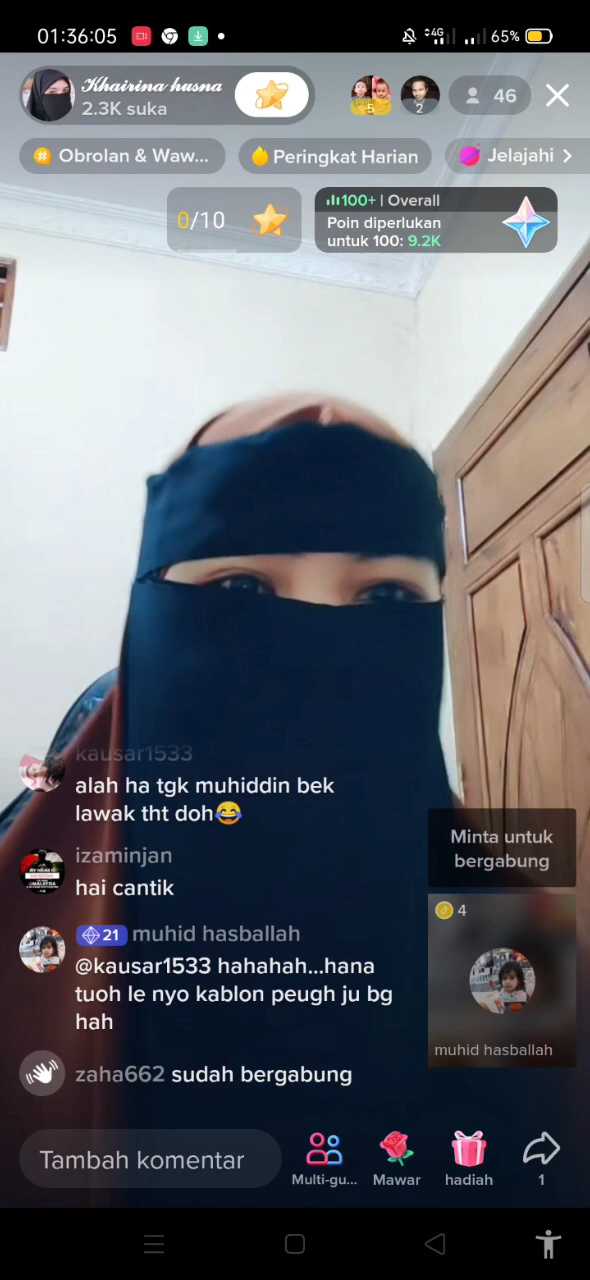 01:36:05
4G
65%
Khairina husna
2.3K suka
5
2
46
Obrolan & Waw...
Peringkat Harian
Jelajahi
0/10
100+ | Overall
Poin diperlukan
untuk 100: 9.2K
kausar1533
alah ha tgk muhiddin bek
lawak tht doh😂
izaminjan
hai cantik
21 muhid hasballah
@kausar1533 hahahah...hana
tuoh le nyo kablon peugh ju bg
hah
zaha662 sudah bergabung
Minta untuk
bergabung
4
muhid hasballah
Tambah komentar
Multi-gu...
Mawar
hadiah
1